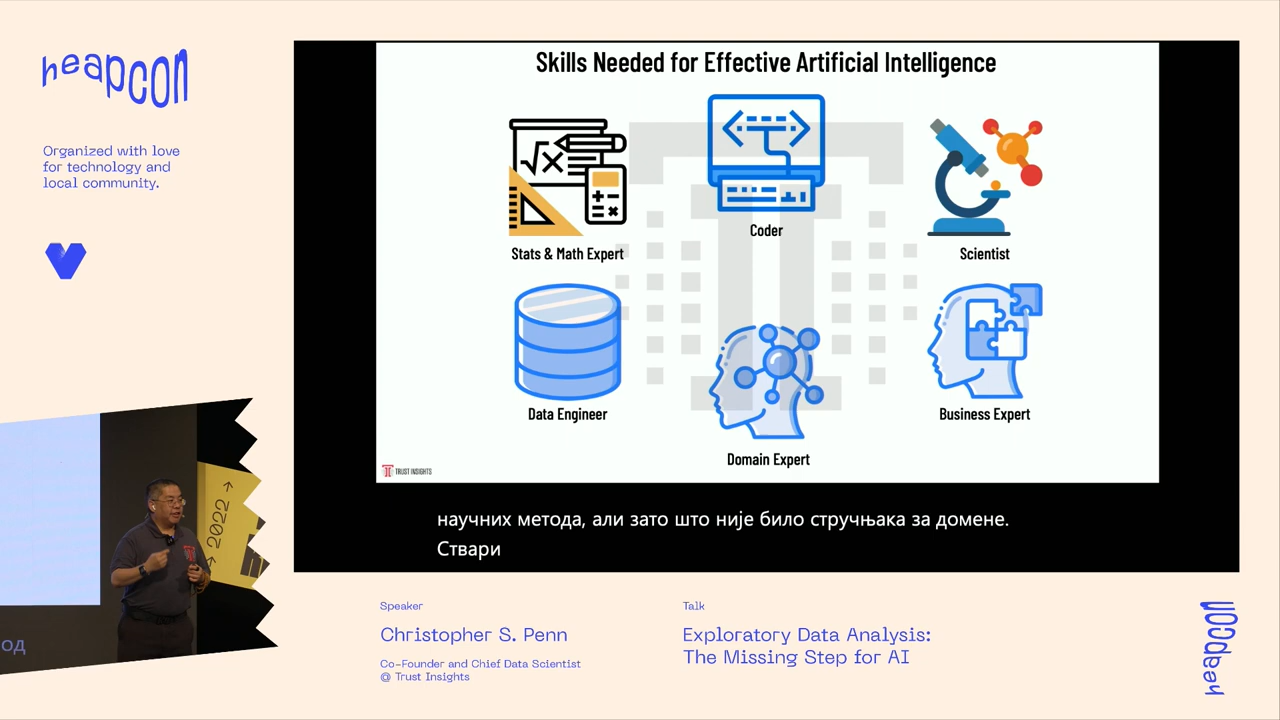 heapcon
Organized with love
for technology and
local community.
Skills Needed for Effective Artificial Intelligence
Stats & Math Expert
Coder
Scientist
Data Engineer
Domain Expert
Business Expert
TRUST INSIGHTS
научних метода, али зато што није било стручњака за домене.
Ствари
→ 2022 →
од
Speaker
Christopher S. Penn
Co-Founder and Chief Data Scientist
@ Trust Insights
Talk
Exploratory Data Analysis:
The Missing Step for AI
heapcon